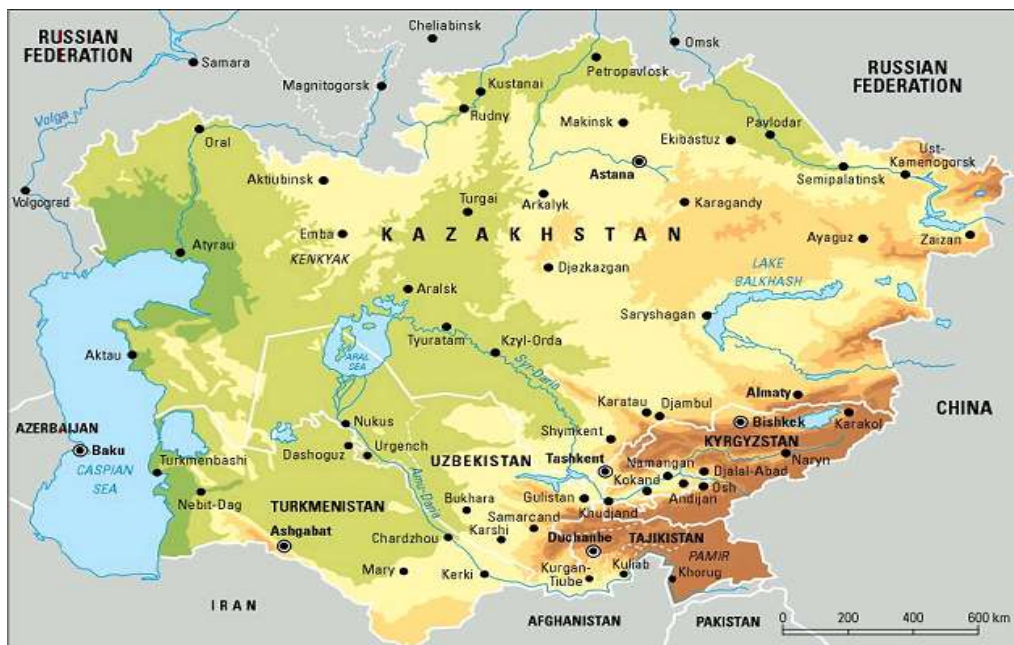 Cheliabinsk
Omsk
RUSSIAN
FEDERATION
Samara
Petropavlosk
RUSSIAN
FEDERATION
Magnitogorsk
Kustanai
Volga
Rudny
Makinsk
Pavlodar
Oral
Ekibastuz
Ust-
Kamenogorsk
Astana
Semipalatinsk
Aktiubinsk
Volgograd
Turgai
Arkalyk
Karagandy
Emba
KAZAKHSTAN
Ayaguz
Zaizan
Atyrau
KENKYAK
Djezkazgan
LAKE
BALKHASH
Aralsk
Saryshagan
Tyuratam
Kzyl-Orda
Aktau
ARAL
SEA
Syr-Daria
Almaty
Karatau
Djambul
CHINA
AZERBAIJAN
Nukus
Bishkek
Karakol
Shymkent
KYRGYZSTAN
Baku
Dashoguz
Urgench
UZBEKISTAN
Tashkent
Namangan
Naryn
CASPIAN
SEA
Turkmenbashi
Kokand
Djalal-Abad
Osh
Nebit-Dag
TURKMENISTAN
Amu-Daria
Bukhara
Gulistan
Andijan
Khudjand
Samarcand
Ashgabat
Chardzhou
Karshi
Duchanbe
TAJIKISTAN
PAMIR
Mary
Kerki
Kurgan-
Tiube
Kuliab
Khorug
IRAN
AFGHANISTAN
PAKISTAN
0 200 400 600 km